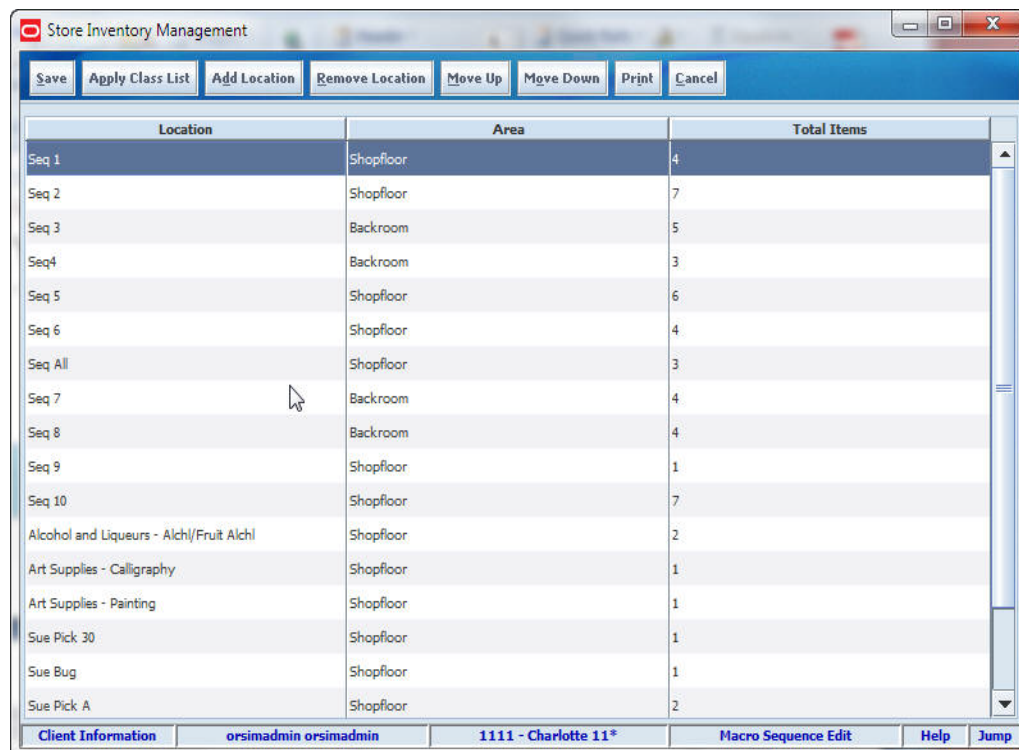 Store Inventory Management
Save Apply Class List Add Location Remove Location Move Up Move Down Print Cancel
Location Area Total Items
Seq 1 Shopfloor 4
Seq 2 Shopfloor 7
Seq 3 Backroom 5
Seq4 Backroom 3
Seq 5 Shopfloor 6
Seq 6 Shopfloor 4
Seq All Shopfloor 3
Seq 7 Backroom 4
Seq 8 Backroom 4
Seq 9 Shopfloor 1
Seq 10 Shopfloor 7
Alcohol and Liqueurs - Alchl/Fruit Alchl Shopfloor 2
Art Supplies - Calligraphy Shopfloor 1
Art Supplies - Painting Shopfloor 1
Sue Pick 30 Shopfloor 1
Sue Bug Shopfloor 1
Sue Pick A Shopfloor 2
Client Information orsimadmin orsimadmin 1111 - Charlotte 11* Macro Sequence Edit Help Jump